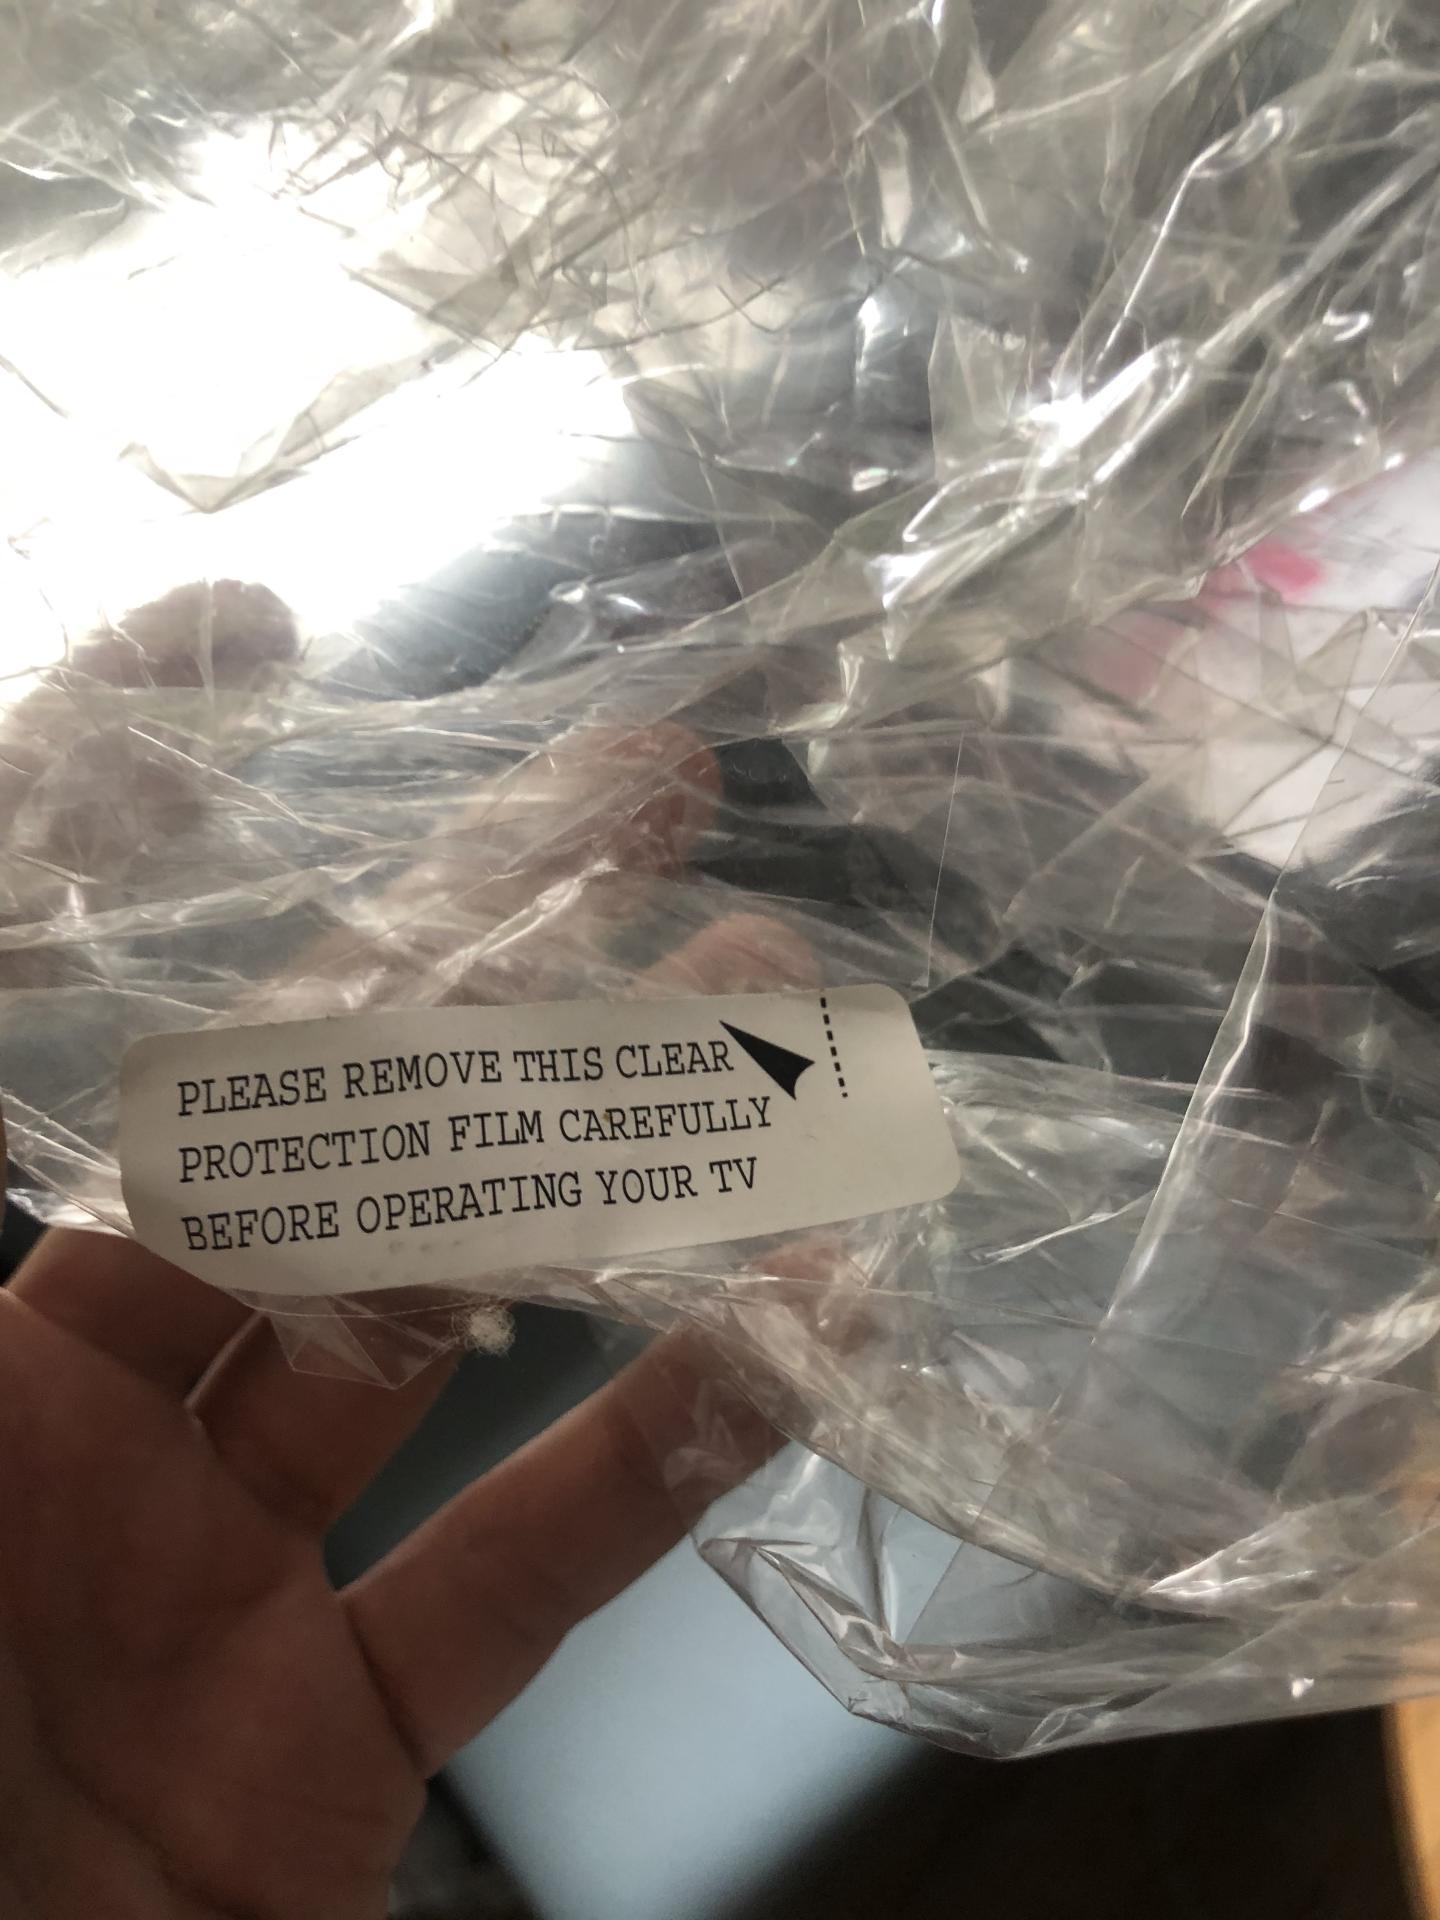 PLEASE REMOVE THIS CLEAR
PROTECTION FILM CAREFULLY
BEFORE OPERATING YOUR TV